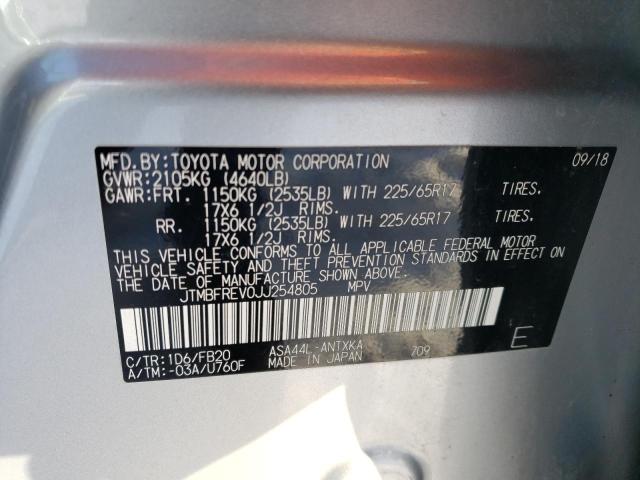 MFD.BY:TOYOTA MOTOR CORPORATION 09/18
GVWR:2105KG (4640LB)
GAWR:FRT. 1150KG (2535LB) WITH 225/65R17 TIRES.
17X6 1/2J RIMS.
RR. 1150KG (2535LB) WITH 225/65R17 TIRES.
17X6 1/2J RIMS.
THIS VEHICLE CONFORMS TO ALL APPLICABLE FEDERAL MOTOR
VEHICLE SAFETY AND THEFT PREVENTION STANDARDS IN EFFECT ON
THE DATE OF MANUFACTURE SHOWN ABOVE.
JTMBFREV0JJ254805 MPV
C/TR:1D6/FB20 ASA44L-ANTXKA 709 E
A/TM:-03A/U760F MADE IN JAPAN